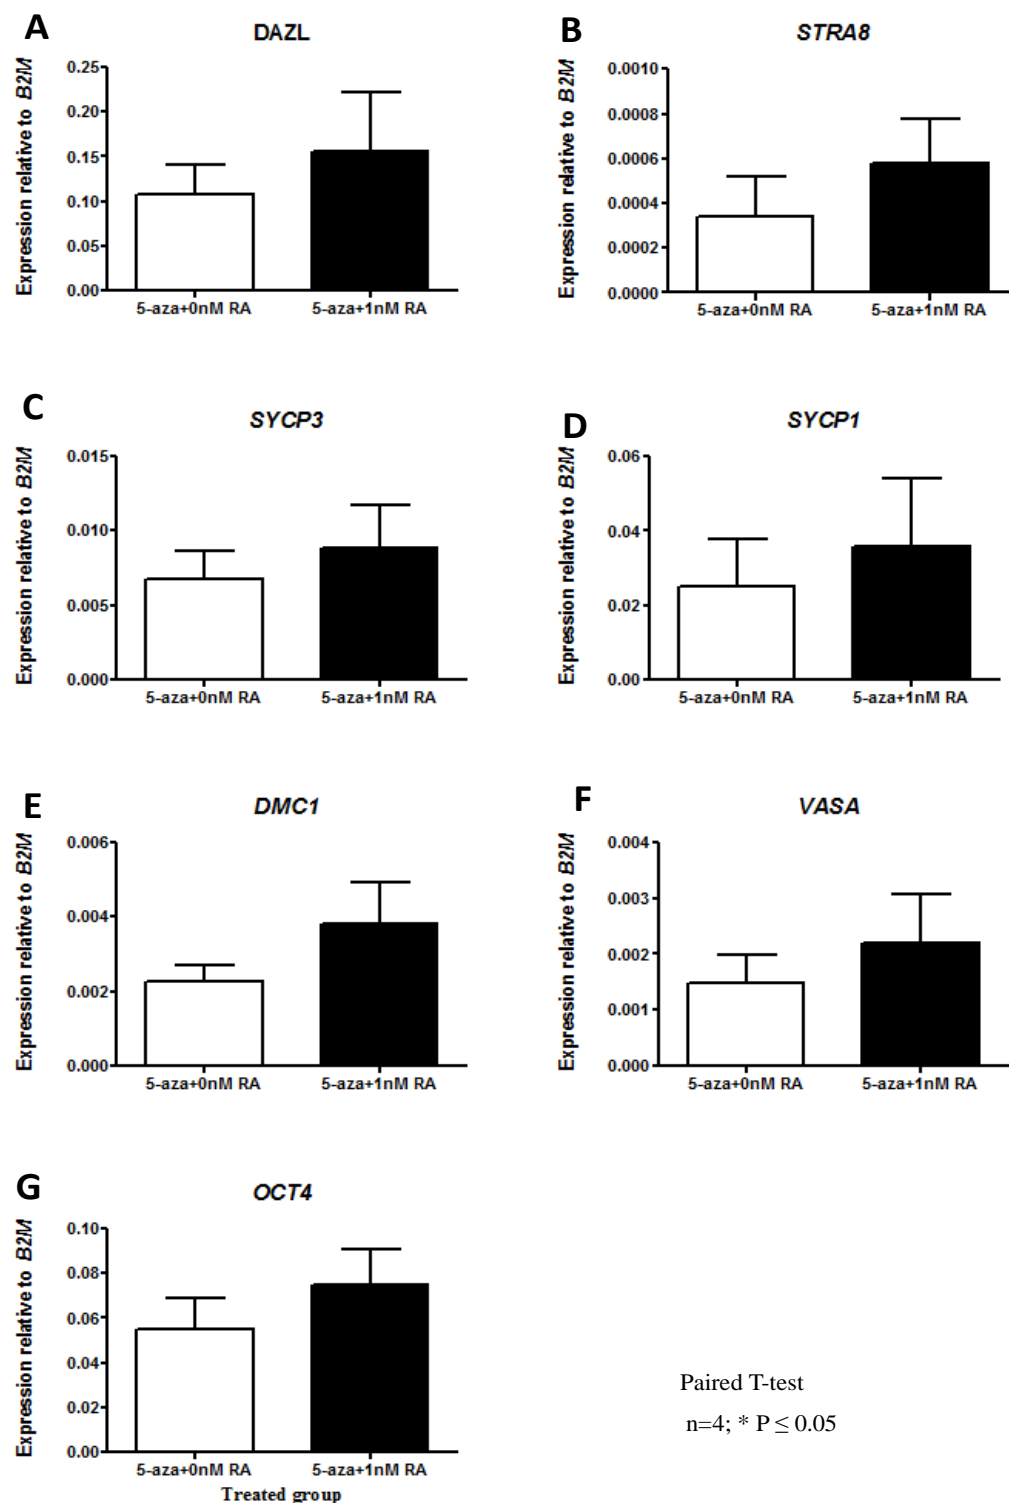 A
DAZL
Expression relative to B2M
0.25
0.20
0.15
0.10
0.05
0.00
5-aza+0nM RA
5-aza+1nM RA
B
STRA8
Expression relative to B2M
0.0010
0.0008
0.0006
0.0004
0.0002
0.0000
5-aza+0nM RA
5-aza+1nM RA
C
SYCP3
Expression relative to B2M
0.015
0.010
0.005
0.000
5-aza+0nM RA
5-aza+1nM RA
D
SYCP1
Expression relative to B2M
0.06
0.04
0.02
0.00
5-aza+0nM RA
5-aza+1nM RA
E
DMC1
Expression relative to B2M
0.006
0.004
0.002
0.000
5-aza+0nM RA
5-aza+1nM RA
F
VASA
Expression relative to B2M
0.004
0.003
0.002
0.001
0.000
5-aza+0nM RA
5-aza+1nM RA
G
OCT4
Expression relative to B2M
0.10
0.08
0.06
0.04
0.02
0.00
5-aza+0nM RA
5-aza+1nM RA
Treated group
Paired T-test
n=4; * P ≤ 0.05